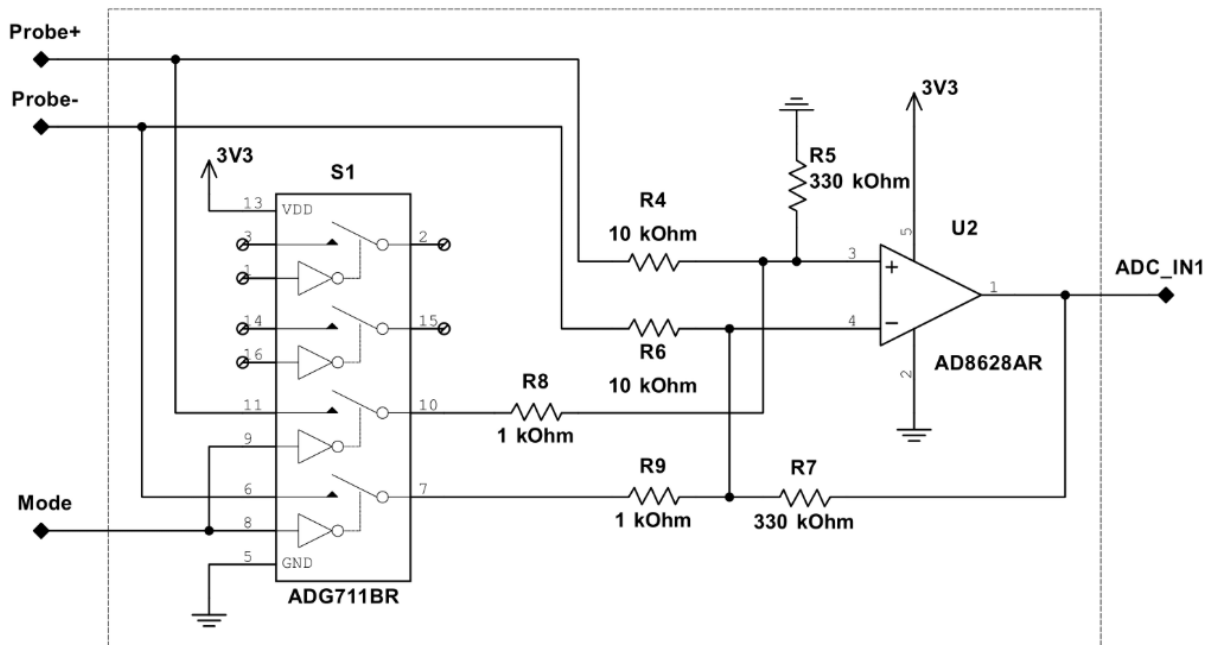 Probe+
Probe-
3V3
3V3
S1
R5
330 kOhm
R4
10 kOhm
U2
13 VDD
3
2
1
14
15
16
3
4
5
1
2
ADC_IN1
R6
10 kOhm
AD8628AR
R8
1 kOhm
11
10
9
R9
1 kOhm
R7
330 kOhm
Mode
6
7
8
5 GND
ADG711BR